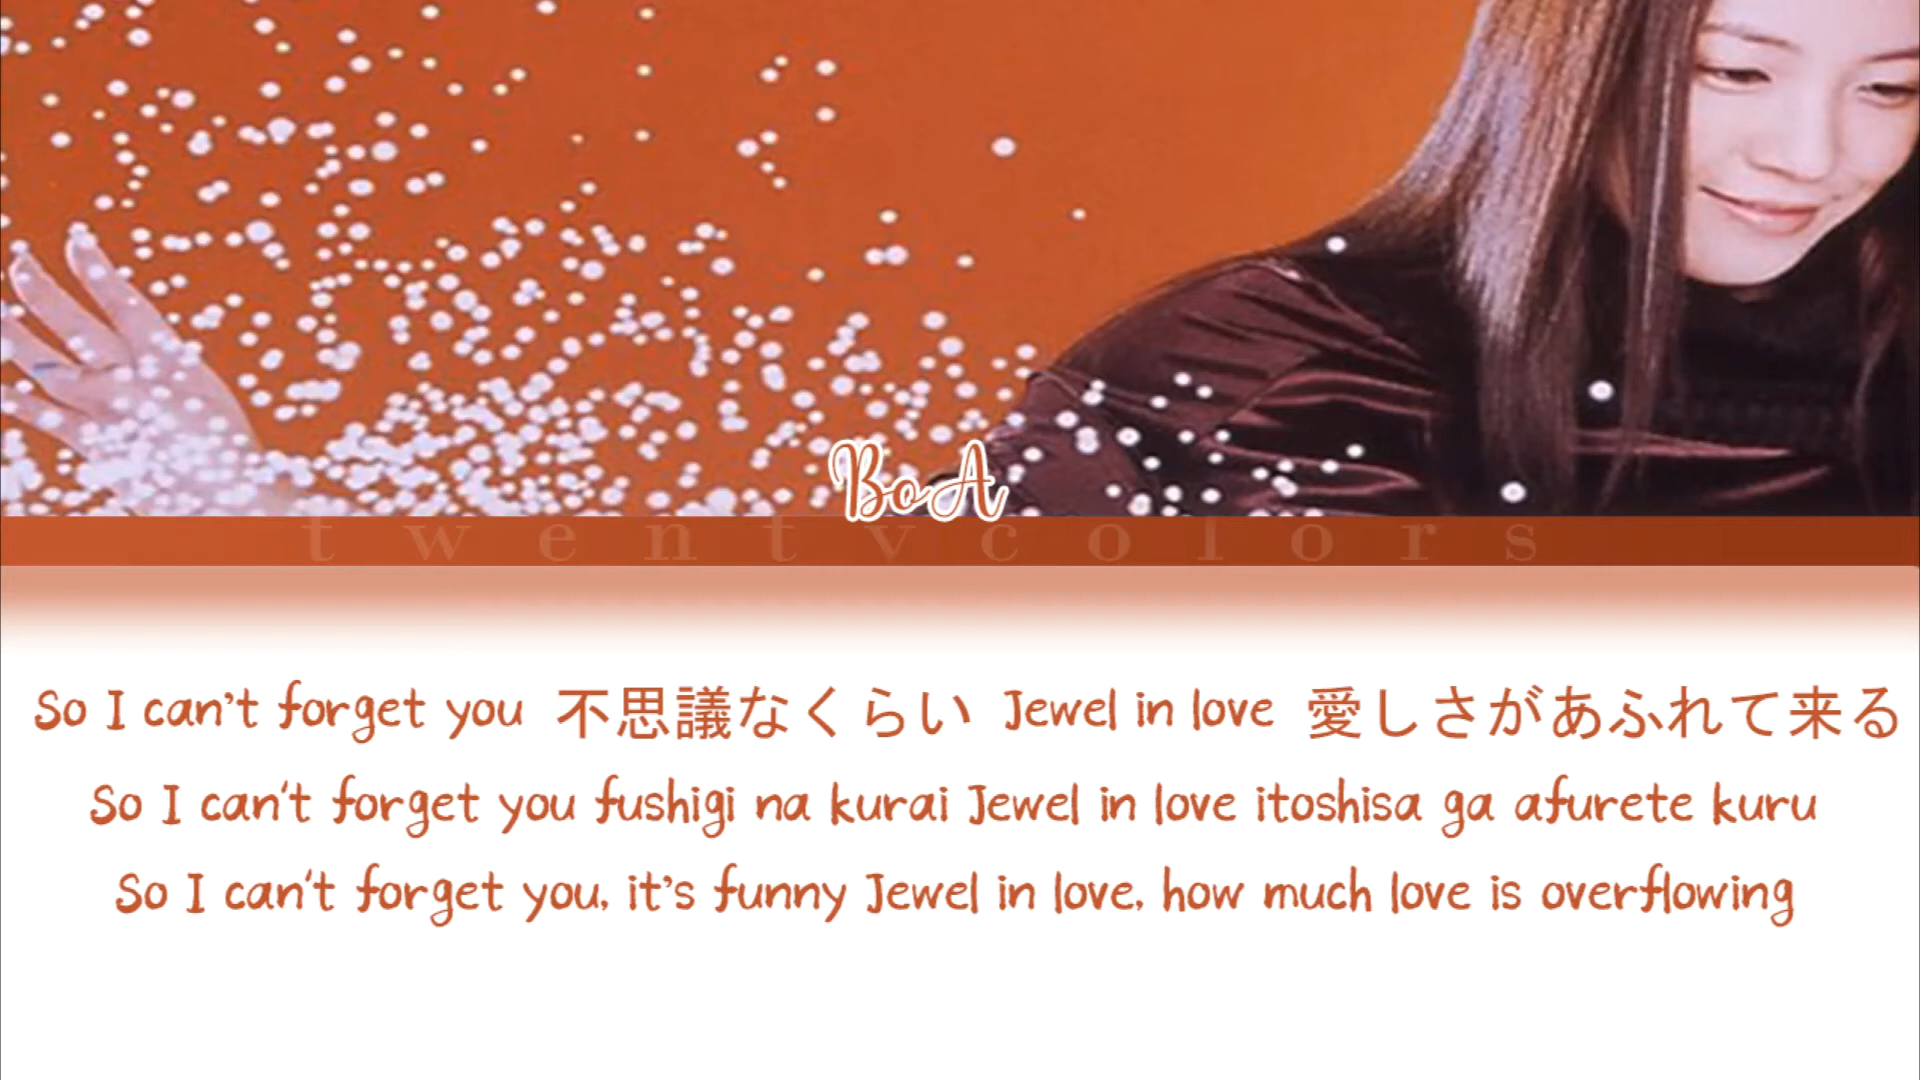 BoA
twentycolors
So I can't forget you 不思議なくらい Jewel in love 愛しさがあふれて来る
So I can't forget you fushigi na kurai Jewel in love itoshisa ga afurete kuru
So I can't forget you, it's funny Jewel in love, how much love is overflowing